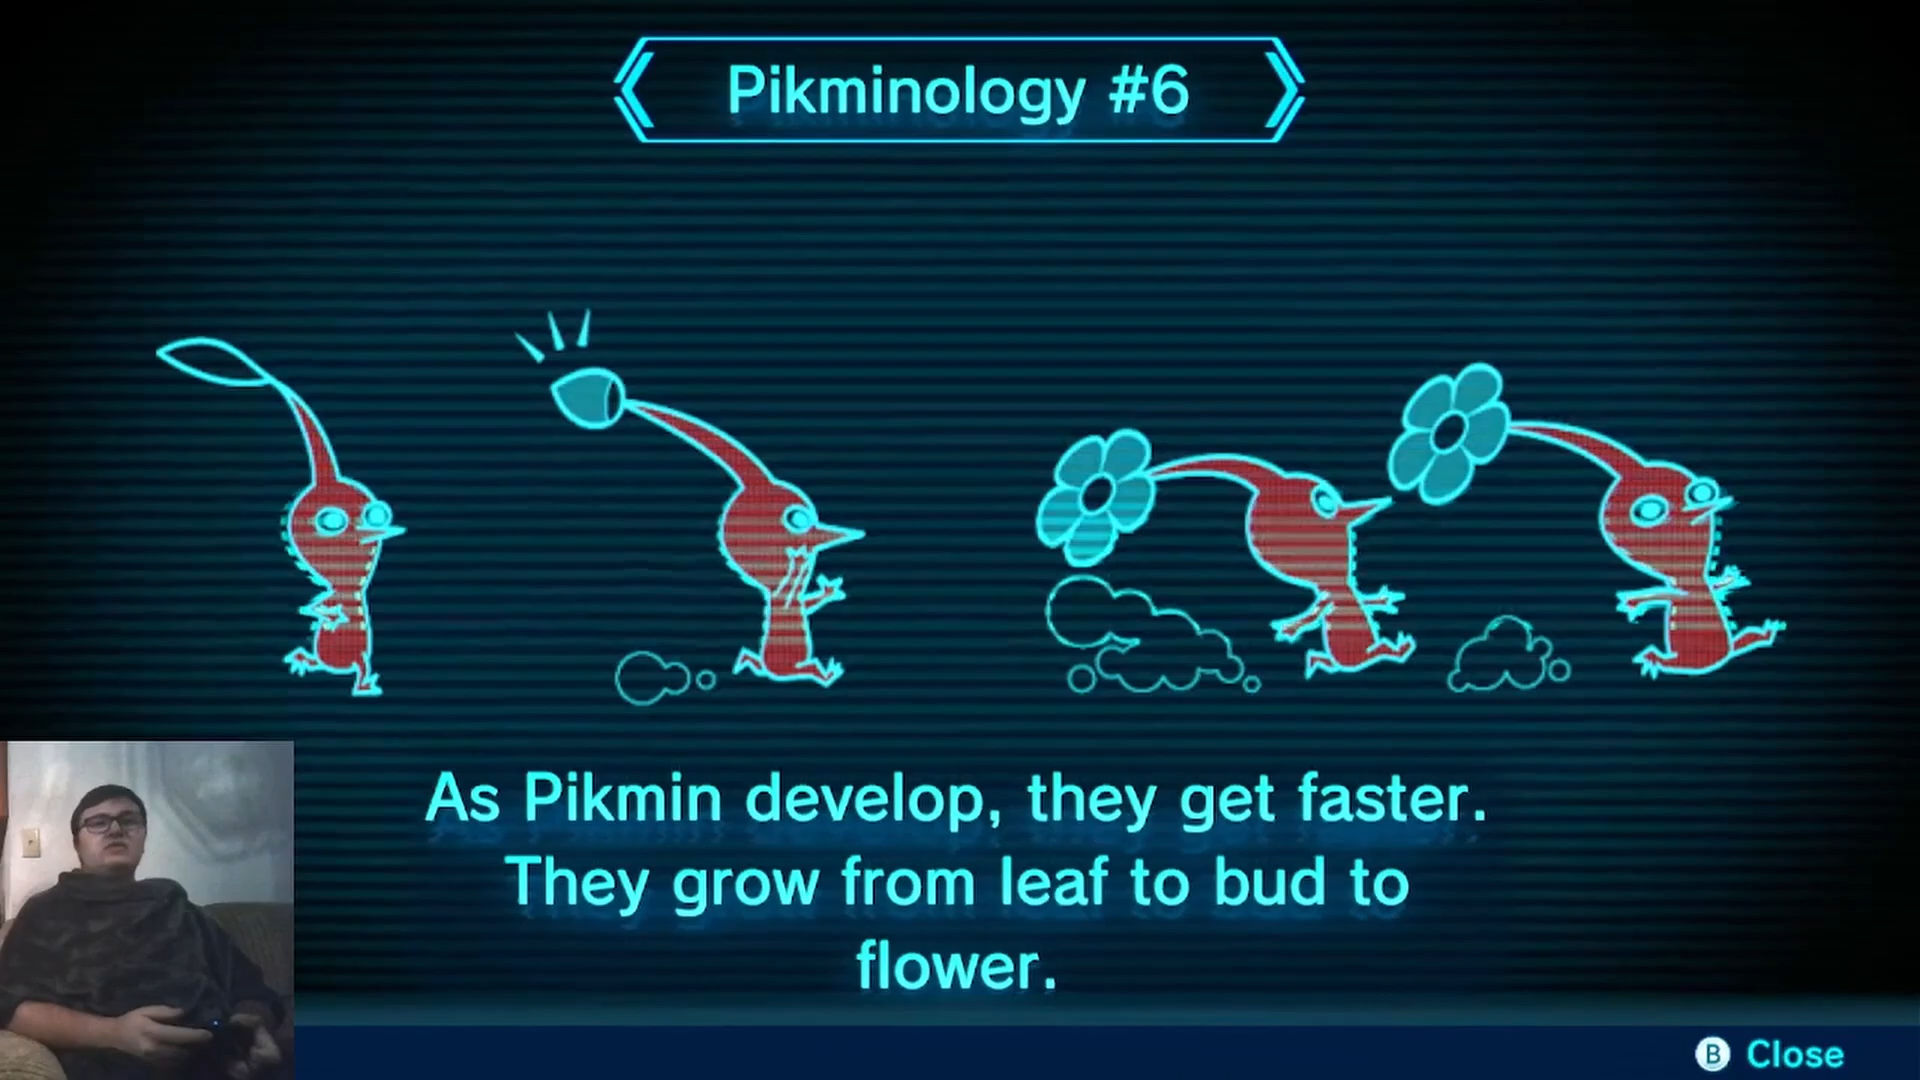 Pikminology #6
As Pikmin develop, they get faster.
They grow from leaf to bud to
flower.
B Close